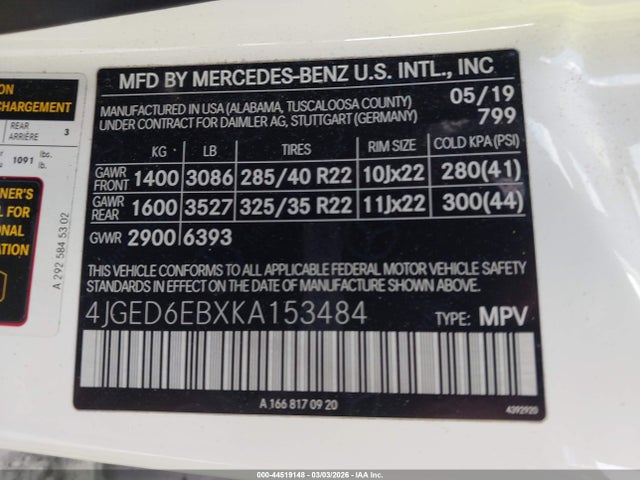 MFD BY MERCEDES-BENZ U.S. INTL., INC
MANUFACTURED IN USA (ALABAMA, TUSCALOOSA COUNTY) 05/19
UNDER CONTRACT FOR DAIMLER AG, STUTTGART (GERMANY) 799
KG LB TIRES RIM SIZE COLD KPA (PSI)
GAWR FRONT 1400 3086 285/40 R22 10Jx22 280(41)
GAWR REAR 1600 3527 325/35 R22 11Jx22 300(44)
GVWR 2900 6393
THIS VEHICLE CONFORMS TO ALL APPLICABLE FEDERAL MOTOR VEHICLE SAFETY
STANDARDS IN EFFECT ON THE DATE OF MANUFACTURE SHOWN ABOVE.
4JGED6EBXKA153484 TYPE: MPV
A 166 817 09 20
4392920
CHARGEMENT
REAR
ARRIÈRE 3
1091 lbs.
lb.
A 292 584 53 02
000-44519148 - 03/03/2026 - IAA Inc.